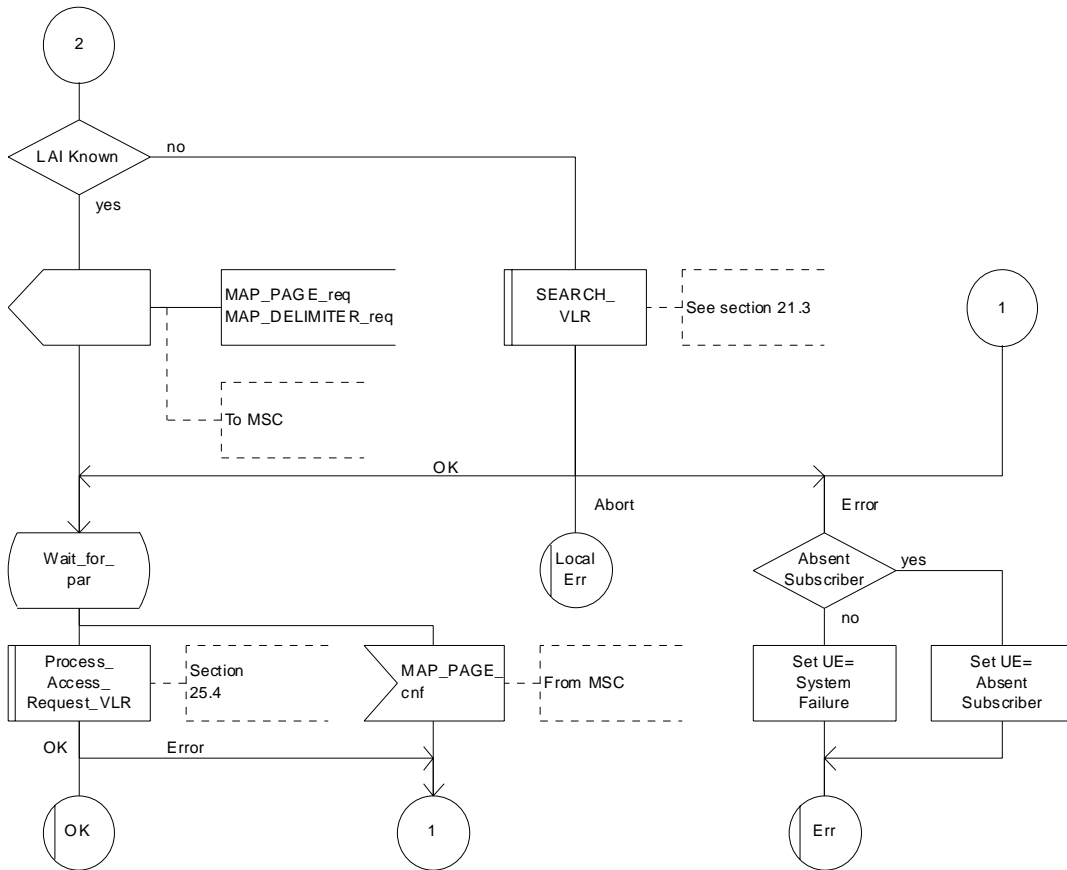 2
LAI Known
no
yes
MAP_PAGE_req
MAP_DELIMITER_req
SEARCH_
VLR
See section 21.3
1
To MSC
OK
Abort
Error
Wait_for_
par
Local
Err
Absent
Subscriber
yes
no
Process_
Access_
Request_VLR
Section
25.4
MAP_PAGE_
cnf
From MSC
Set UE=
System
Failure
Set UE=
Absent
Subscriber
OK
Error
OK
1
Err